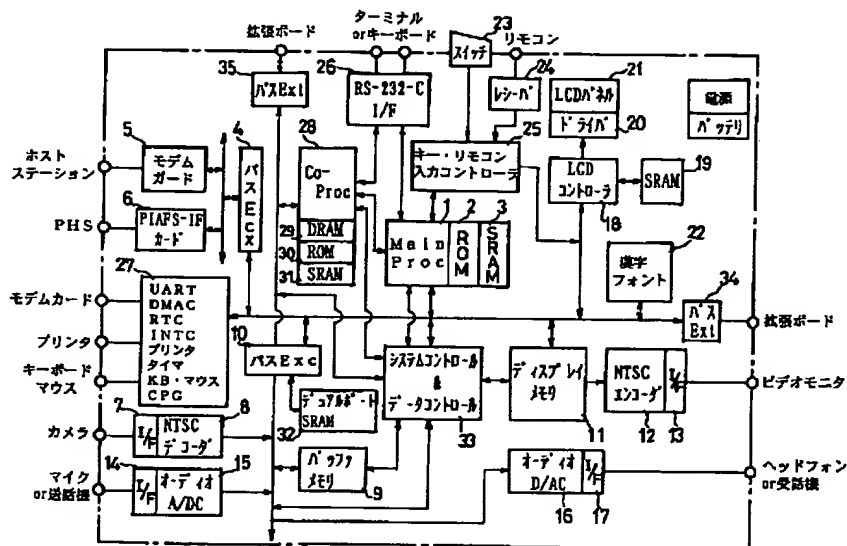 拡張ボード
ターミナル
orキーボード
23
リモコン
スイッチ
35
バスExt
26
RS-232-C
I/F
24
レシーバ
21
LCDパネル
ドライバ
20
電源
バッテリ
5
モデム
ガード
ホスト
ステーション
4
バスEcx
28
Co-
Proc
25
キー・リモコン
入力コントローラ
LCD
コントローラ
18
SRAM
19
6
PIAFS-IF
カード
PHS
29
DRAM
30
ROM
31
SRAM
1
Main
Proc
2
ROM
3
SRAM
22
漢字
フォント
27
UART
DMAC
RTC
INTC
プリンタ
タイマ
KB・マウス
CPG
モデムカード
プリンタ
キーボード
マウス
34
バス
Ext
拡張ボード
10
バスExc
システムコントロール
&
データコントロール
33
ディスプレイ
メモリ
11
NTSC
エンコーダ
12
I/F
13
ビデオモニタ
デュアルポート
SRAM
32
7
I/F
8
NTSC
デコーダ
カメラ
14
I/F
15
オーディオ
A/DC
マイク
or送話機
バッファ
メモリ
9
オーディオ
D/AC
16
I/F
17
ヘッドフォン
or受話機